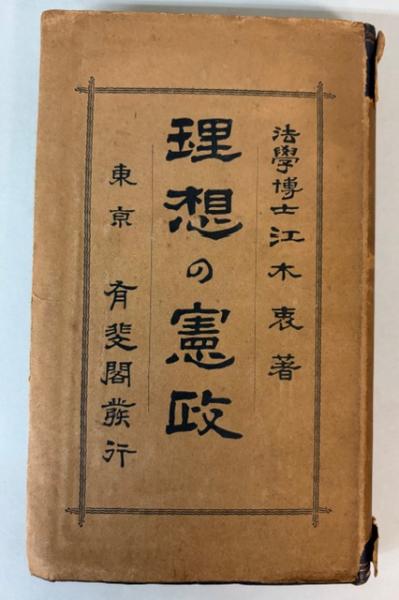 法學博士江木衷著
理想の憲政
東京 有斐閣發行